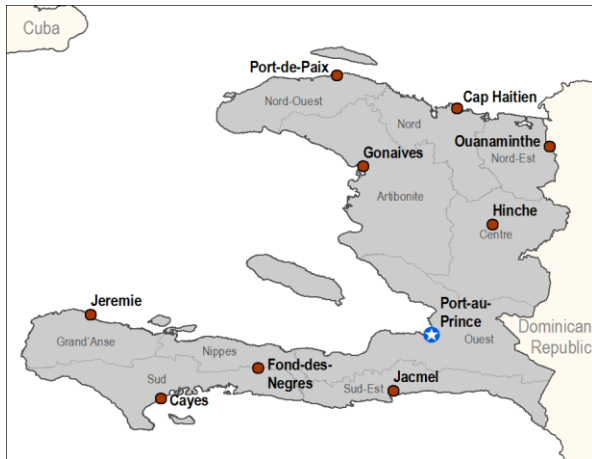 Cuba
Port-de-Paix
Nord-Ouest
Cap Haitien
Nord
Ouanaminthe
Nord-Est
Gonaives
Artibonite
Hinche
Centre
Jeremie
Port-au-
Prince
Dominican
Republic
Ouest
Grand'Anse
Nippes
Fond-des-
Negres
Sud
Cayes
Jacmel
Sud-Est